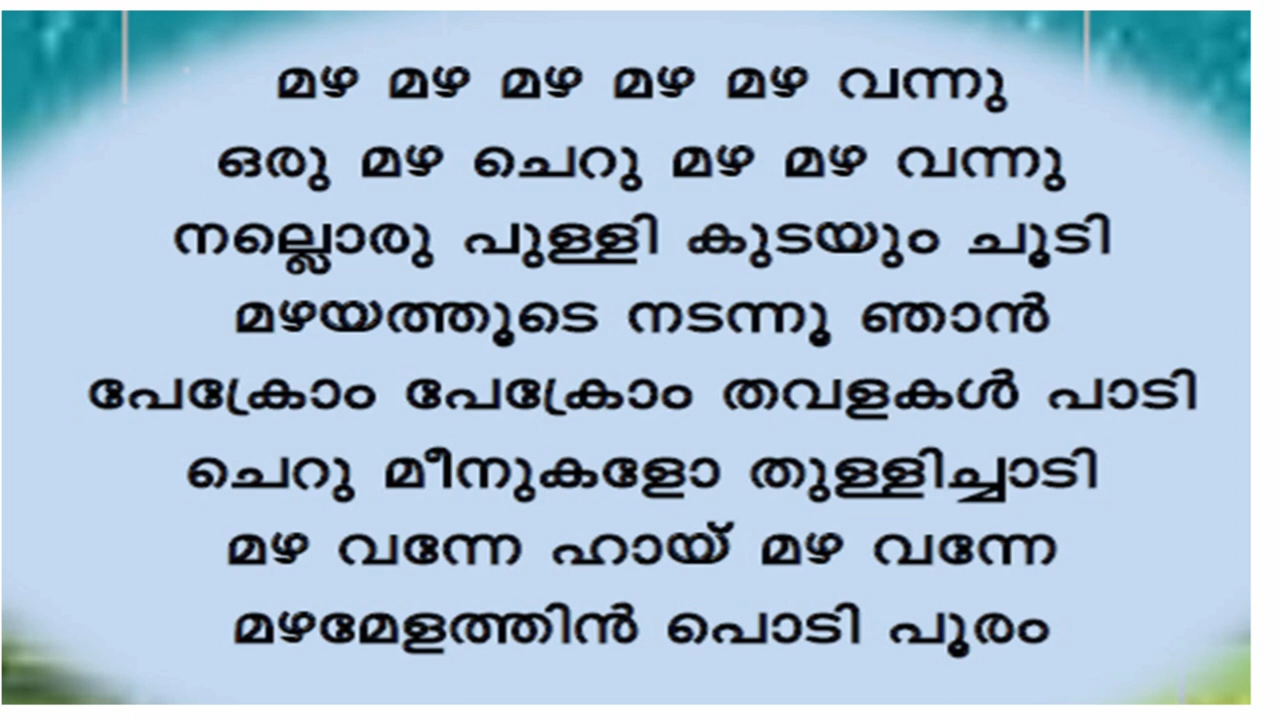 മഴ മഴ മഴ മഴ മഴ വന്നു
ഒരു മഴ ചെറു മഴ മഴ വന്നു
നല്ലൊരു പുള്ളി കുടയും ചൂടി
മഴയത്തൂടെ നടന്നൂ ഞാൻ
പേക്രോം പേക്രോം തവളകൾ പാടി
ചെറു മീനുകളോ തുള്ളിച്ചാടി
മഴ വന്നേ ഹായ് മഴ വന്നേ
മഴമേളത്തിൻ പൊടി പൂരം